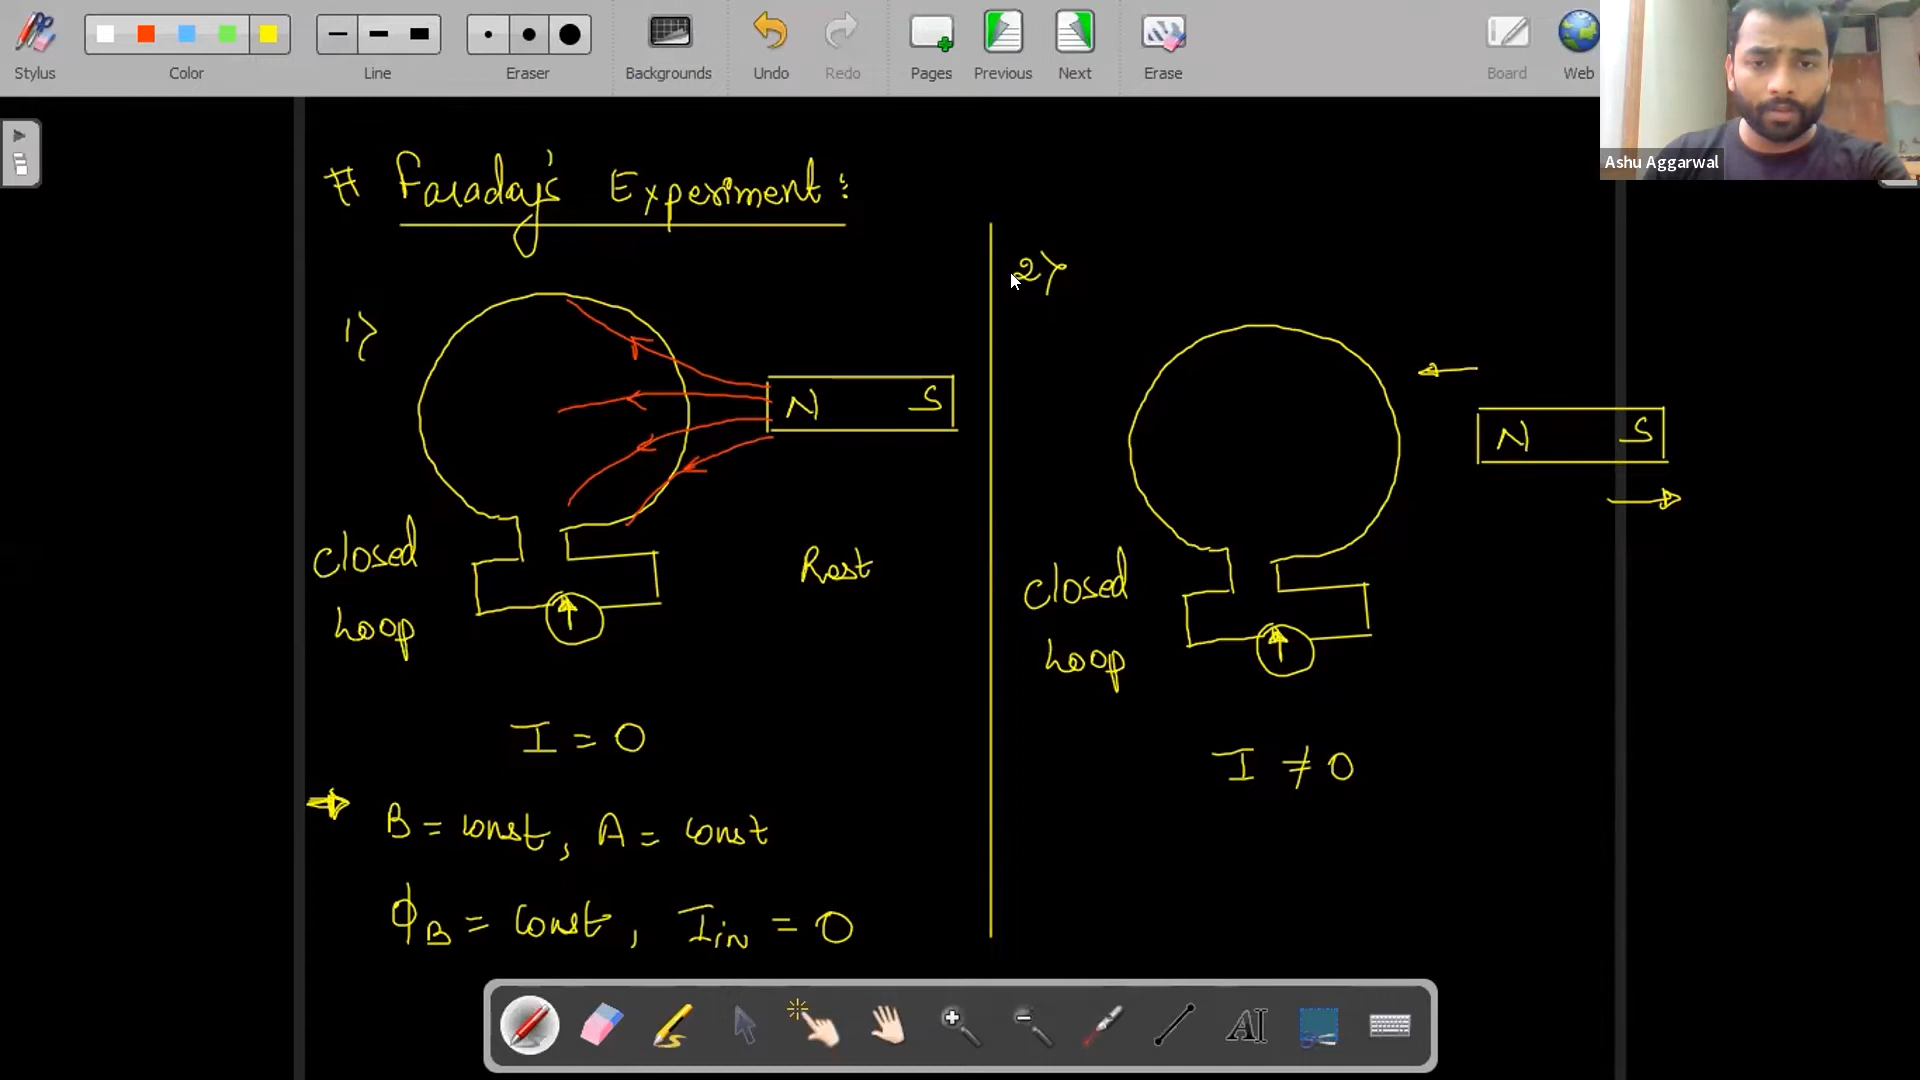 Stylus
Color
Line
Eraser
Backgrounds
Undo
Redo
Pages
Previous
Next
Erase
Board
Web
Ashu Aggarwal
# Faraday's Experiment:
1)
N S
Closed
Loop
Rest
I = 0
B = const, A = const
ϕB = const, Iin = 0
2)
N S
Closed
Loop
I ≠ 0
AI